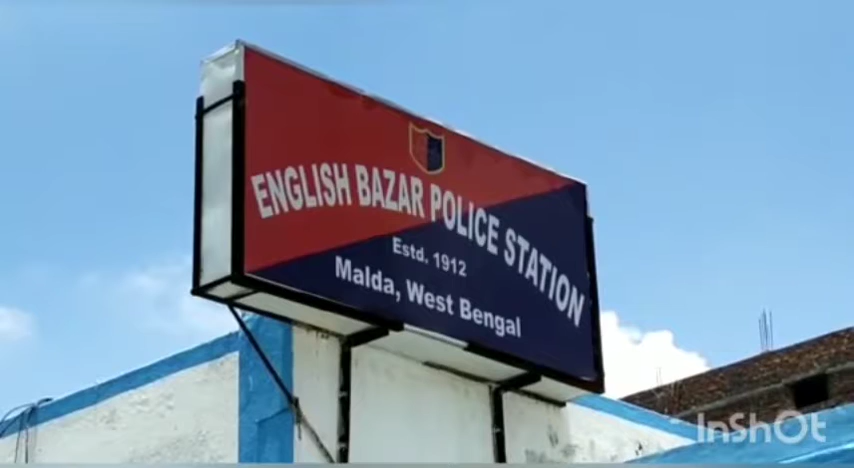 ENGLISH BAZAR POLICE STATION
Estd. 1912
Malda, West Bengal
InShOt